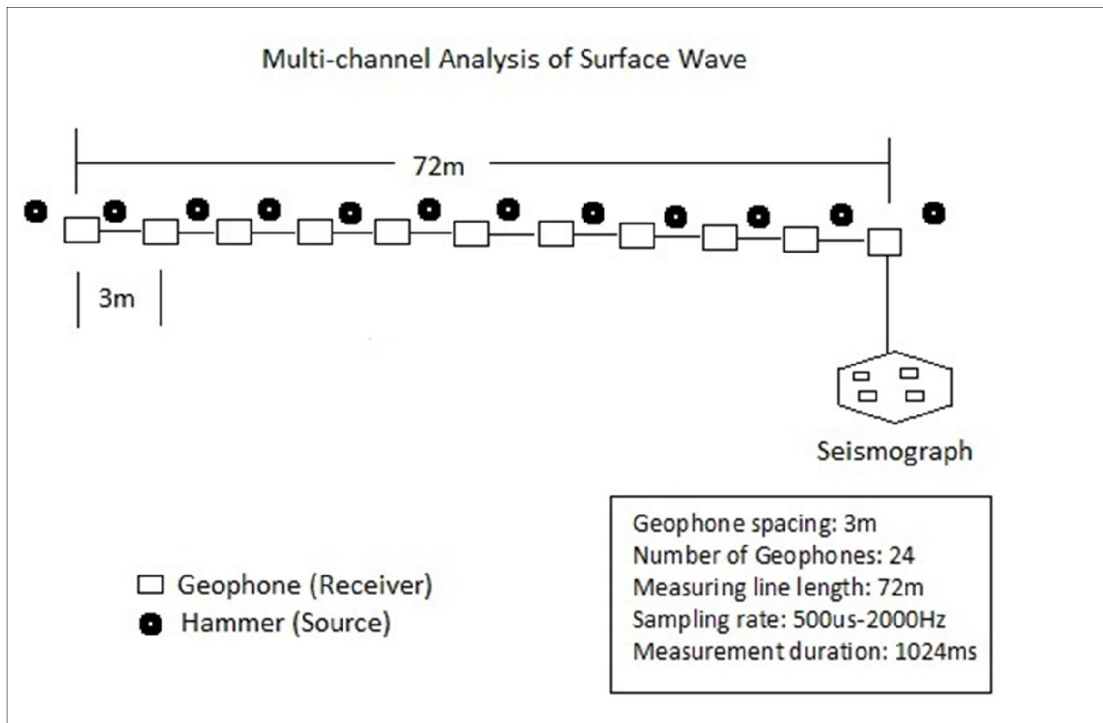 Multi-channel Analysis of Surface Wave
72m
3m
Seismograph
Geophone spacing: 3m
Number of Geophones: 24
Measuring line length: 72m
Sampling rate: 500us-2000Hz
Measurement duration: 1024ms
Geophone (Receiver)
Hammer (Source)